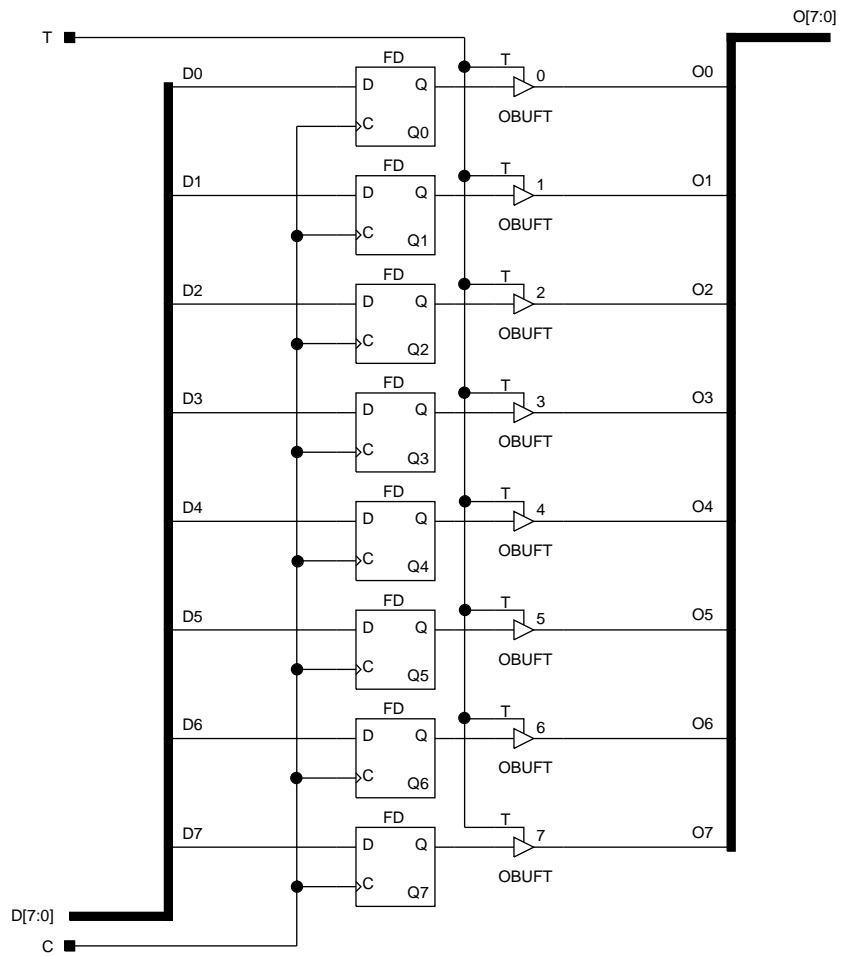 O[7:0]
T
FD
D0
D Q
C
Q0
T
0
OBUFT
O0
FD
D1
D Q
C
Q1
T
1
OBUFT
O1
FD
D2
D Q
C
Q2
T
2
OBUFT
O2
FD
D3
D Q
C
Q3
T
3
OBUFT
O3
FD
D4
D Q
C
Q4
T
4
OBUFT
O4
FD
D5
D Q
C
Q5
T
5
OBUFT
O5
FD
D6
D Q
C
Q6
T
6
OBUFT
O6
FD
D7
D Q
C
Q7
T
7
OBUFT
O7
D[7:0]
C